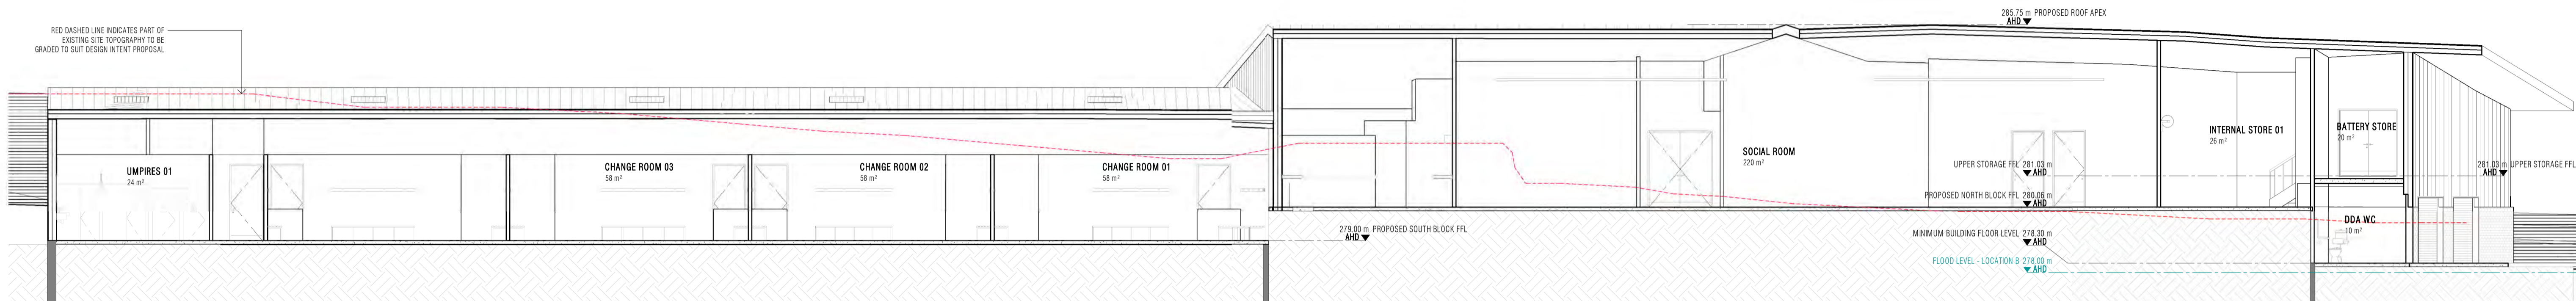 RED DASHED LINE INDICATES PART OF
EXISTING SITE TOPOGRAPHY TO BE
GRADED TO SUIT DESIGN INTENT PROPOSAL
285.75 m PROPOSED ROOF APEX
AHD
UMPIRES 01
24 m²
CHANGE ROOM 03
58 m²
CHANGE ROOM 02
58 m²
CHANGE ROOM 01
58 m²
SOCIAL ROOM
220 m²
INTERNAL STORE 01
26 m²
BATTERY STORE
20 m²
UPPER STORAGE FFL 281.03 m
AHD
281.03 m UPPER STORAGE FFL
AHD
PROPOSED NORTH BLOCK FFL 280.06 m
AHD
DDA WC
10 m²
279.00 m PROPOSED SOUTH BLOCK FFL
AHD
MINIMUM BUILDING FLOOR LEVEL 278.30 m
AHD
FLOOD LEVEL - LOCATION B 278.00 m
AHD